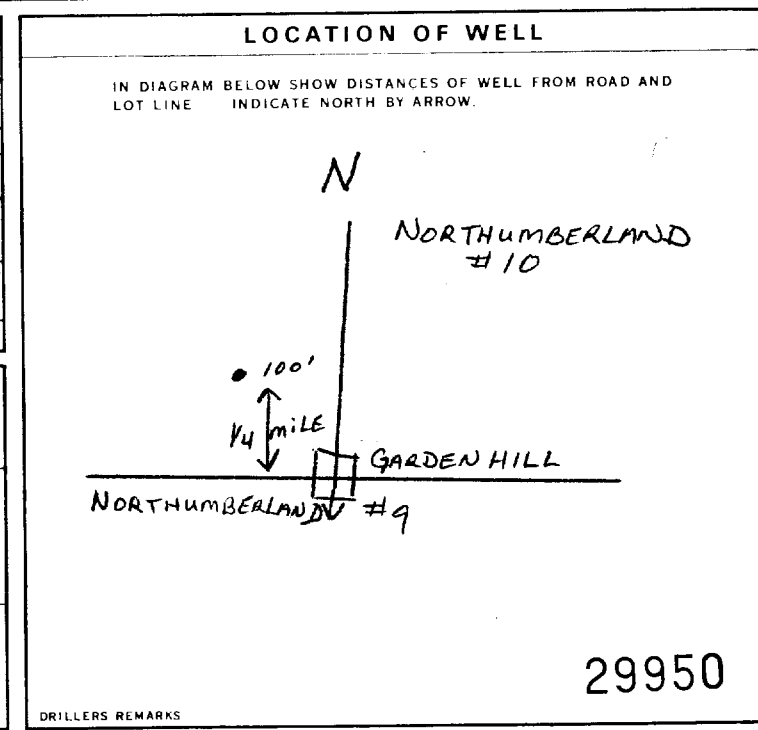 LOCATION OF WELL
IN DIAGRAM BELOW SHOW DISTANCES OF WELL FROM ROAD AND
LOT LINE INDICATE NORTH BY ARROW.
N
NORTHUMBERLAND
#10
100'
1/4 MILE
GARDEN HILL
NORTHUMBERLAND #9
29950
DRILLERS REMARKS